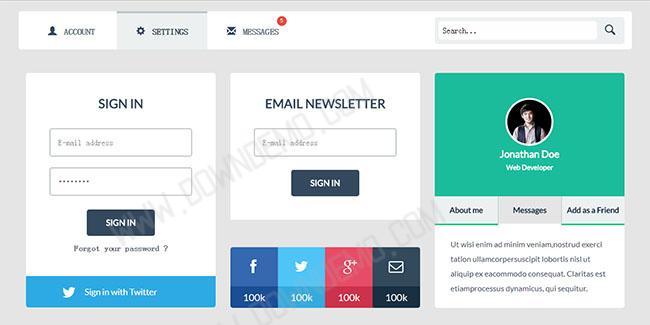 ACCOUNT
SETTINGS
MESSAGES
5
Search...
SIGN IN
E-mail address
SIGN IN
Forgot your password ?
Sign in with Twitter
EMAIL NEWSLETTER
E-mail address
SIGN IN
f
g+
100k
100k
100k
100k
Jonathan Doe
Web Developer
About me
Messages
Add as a Friend
Ut wisi enim ad minim veniam,nostrud exerci
tation ullamcorpersuscipit lobortis nisl ut
aliquip ex eacommodo consequat. Claritas est
etiamprocessus dynamicus, qui sequitur.
WWW.DOWNDEMO.COM
WWW.DOWNDEMO.COM